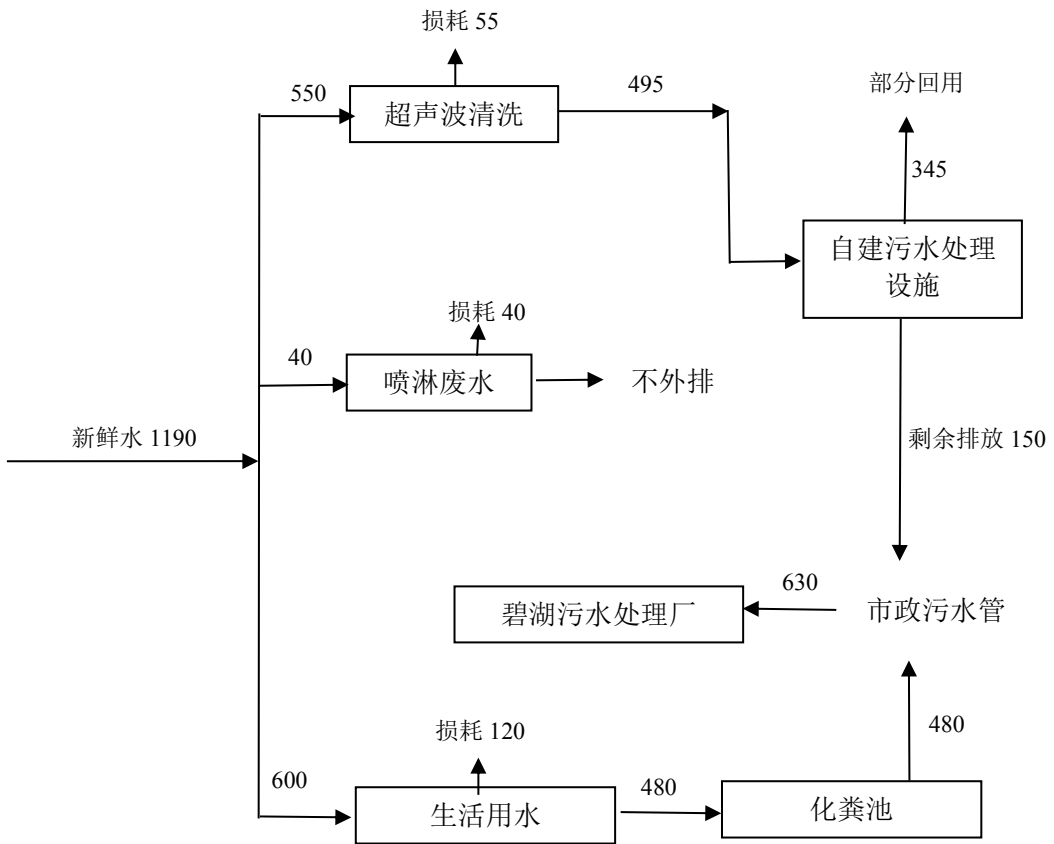 损耗 55
550
超声波清洗
495
部分回用
345
自建污水处理
设施
损耗 40
40
喷淋废水
不外排
新鲜水 1190
剩余排放 150
630
碧湖污水处理厂
市政污水管
损耗 120
480
600
生活用水
480
化粪池